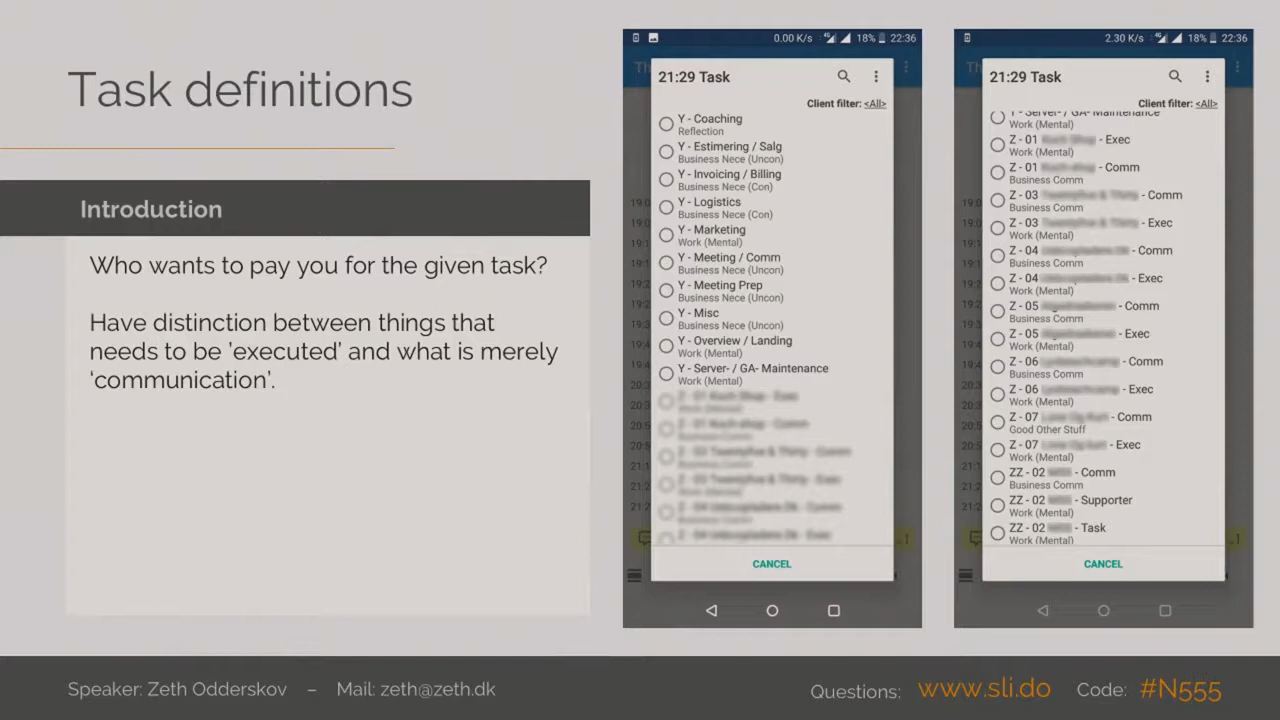 Task definitions
Introduction
Who wants to pay you for the given task?
Have distinction between things that
needs to be 'executed' and what is merely
'communication'.
0.00 K/s 4G 18% 22:36
21:29 Task
Client filter: <All>
Y - Coaching
Reflection
Y - Estimering / Salg
Business Nece (Uncon)
Y - Invoicing / Billing
Business Nece (Con)
Y - Logistics
Business Nece (Con)
Y - Marketing
Work (Mental)
Y - Meeting / Comm
Business Nece (Uncon)
Y - Meeting Prep
Business Nece (Uncon)
Y - Misc
Business Nece (Uncon)
Y - Overview / Landing
Work (Mental)
Y - Server- / GA- Maintenance
Work (Mental)
CANCEL
2.30 K/s 4G 18% 22:36
21:29 Task
Client filter: <All>
Y - Server- / GA- Maintenance
Work (Mental)
Z - 01 - Exec
Work (Mental)
Z - 01 - Comm
Business Comm
Z - 03 - Comm
Business Comm
Z - 03 - Exec
Work (Mental)
Z - 04 - Comm
Business Comm
Z - 04 - Exec
Work (Mental)
Z - 05 - Comm
Business Comm
Z - 05 - Exec
Work (Mental)
Z - 06 - Comm
Business Comm
Z - 06 - Exec
Work (Mental)
Z - 07 - Comm
Good Other Stuff
Z - 07 - Exec
Work (Mental)
ZZ - 02 - Comm
Business Comm
ZZ - 02 - Supporter
Work (Mental)
ZZ - 02 - Task
Work (Mental)
CANCEL
Speaker: Zeth Odderskov – Mail: zeth@zeth.dk
Questions: www.sli.do Code: #N555